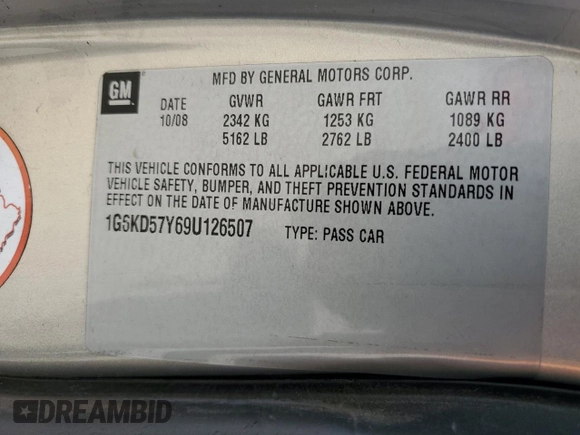 GM
MFD BY GENERAL MOTORS CORP.
DATE GVWR GAWR FRT GAWR RR
10/08 2342 KG 1253 KG 1089 KG
5162 LB 2762 LB 2400 LB
THIS VEHICLE CONFORMS TO ALL APPLICABLE U.S. FEDERAL MOTOR
VEHICLE SAFETY, BUMPER, AND THEFT PREVENTION STANDARDS IN
EFFECT ON THE DATE OF MANUFACTURE SHOWN ABOVE.
1G5KD57Y69U126507 TYPE: PASS CAR
DREAMBID